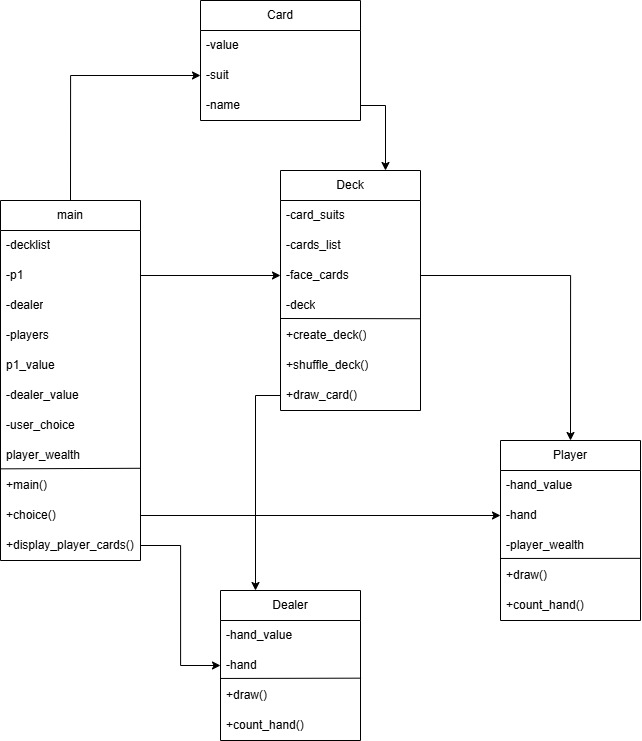 Card
-value
-suit
-name
Deck
-card_suits
-cards_list
-face_cards
-deck
+create_deck()
+shuffle_deck()
+draw_card()
main
-decklist
-p1
-dealer
-players
p1_value
-dealer_value
-user_choice
player_wealth
+main()
+choice()
+display_player_cards()
Player
-hand_value
-hand
-player_wealth
+draw()
+count_hand()
Dealer
-hand_value
-hand
+draw()
+count_hand()